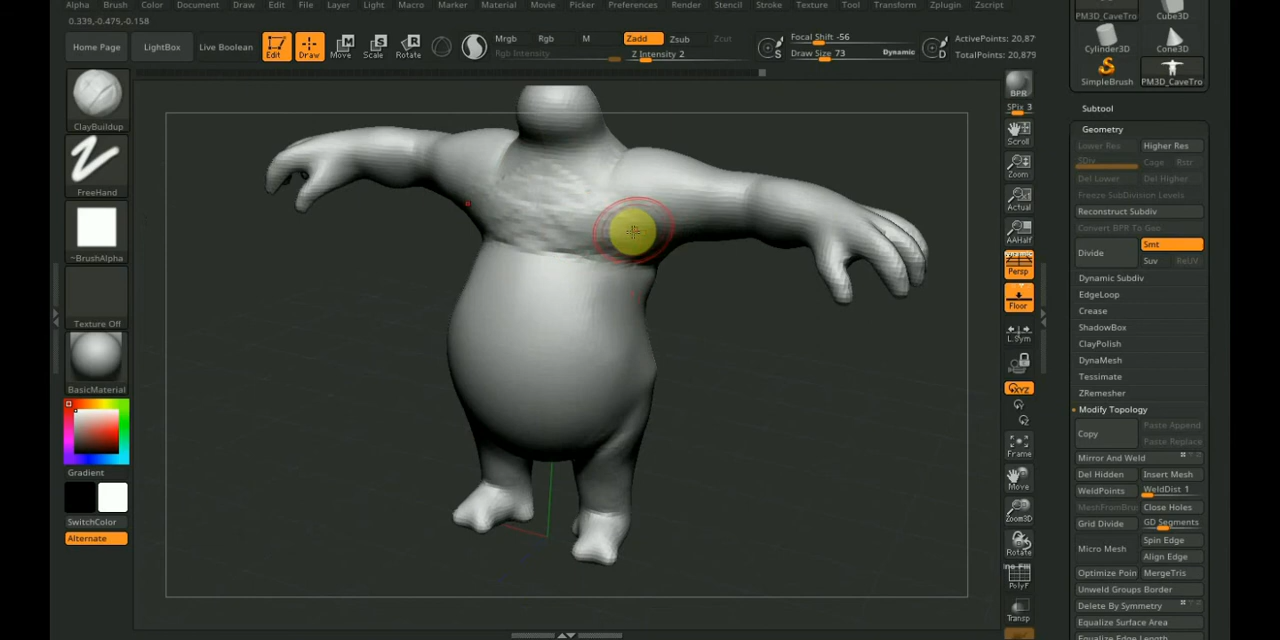 Alpha Brush Color Document Draw Edit File Layer Light Macro Marker Material Movie Picker Preferences Render Stencil Stroke Texture Tool Transform Zplugin Zscript
0.339,-0.475,-0.158
Home Page LightBox Live Boolean Edit Draw Move Scale Rotate
Mrgb Rgb M Zadd Zsub Zcut
Rgb Intensity Z Intensity 2
S Focal Shift -56
Draw Size 73 Dynamic
D ActivePoints: 20,87
TotalPoints: 20,879
ClayBuildup
FreeHand
~BrushAlpha
Texture Off
BasicMaterial
Gradient
SwitchColor
Alternate
BPR
SPix 3
Scroll
Zoom
Actual
AAHalf
Persp
Floor
L.Sym
XYZ
Frame
Move
Zoom3D
Rotate
PolyF
Transp
PM3D_CaveTro Cube3D
Cylinder3D Cone3D
SimpleBrush PM3D_CaveTro
Subtool
Geometry
Lower Res Higher Res
SDiv Cage Rstr
Del Lower Del Higher
Freeze SubDivision Levels
Reconstruct Subdiv
Convert BPR To Geo
Divide Smt
Suv ReUV
Dynamic Subdiv
EdgeLoop
Crease
ShadowBox
ClayPolish
DynaMesh
Tessimate
ZRemesher
Modify Topology
Copy Paste Append
Paste Replace
Mirror And Weld
Del Hidden Insert Mesh
WeldPoints WeldDist 1
MeshFromBru Close Holes
Grid Divide GD Segments
Micro Mesh Spin Edge
Align Edge
Optimize Poin MergeTris
Unweld Groups Border
Delete By Symmetry
Equalize Surface Area